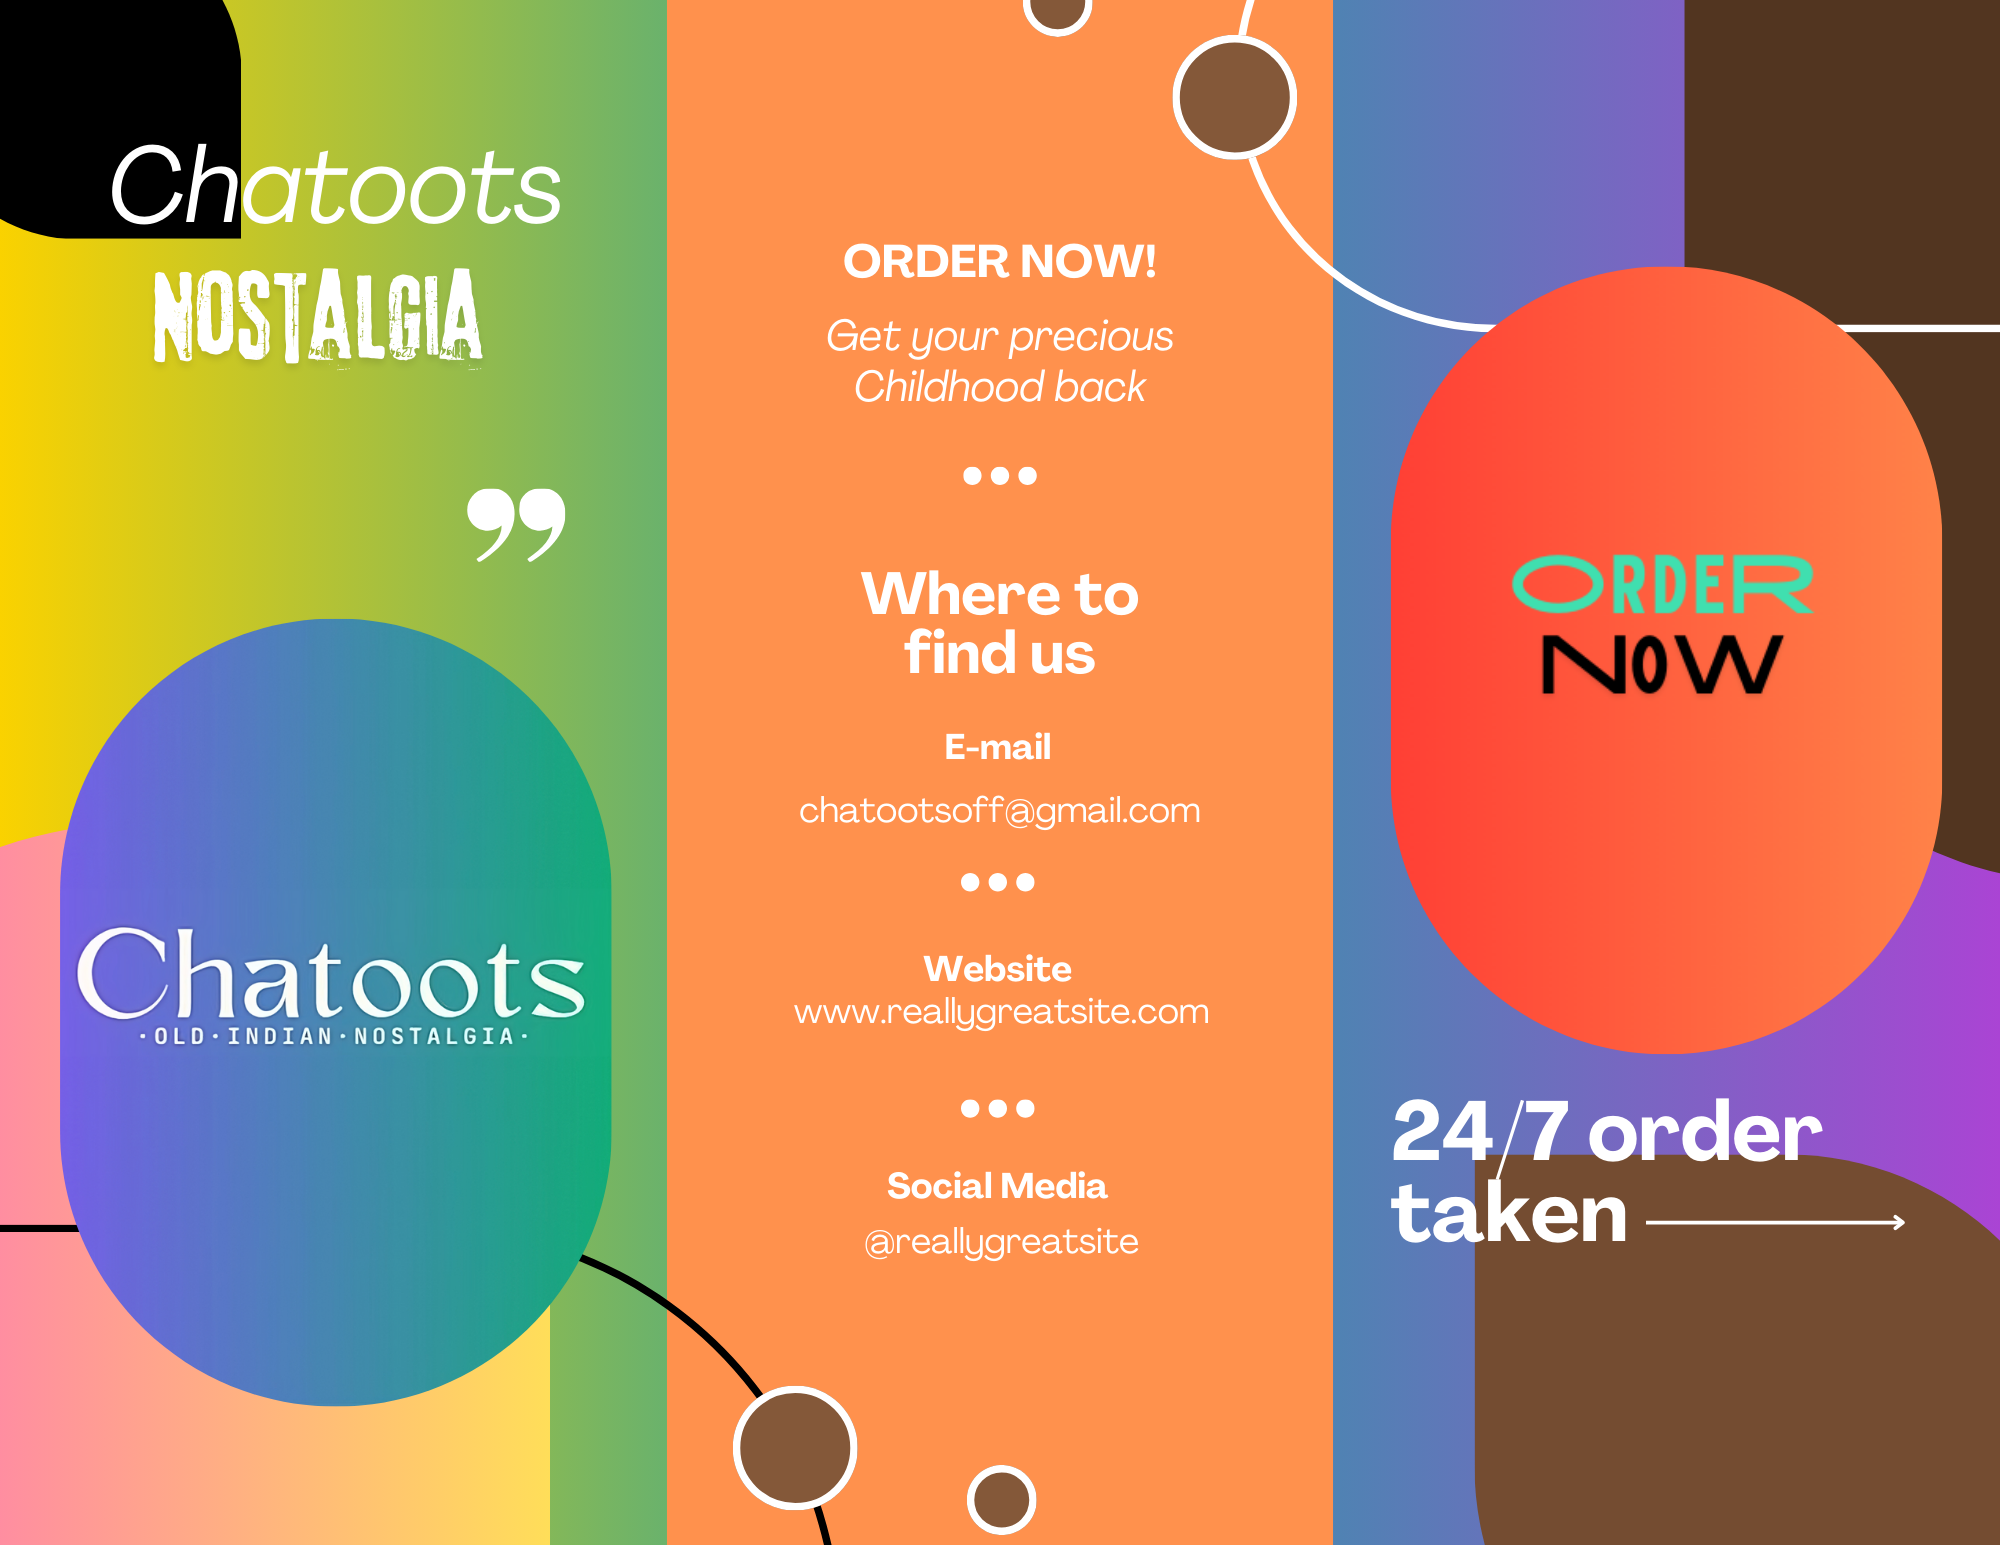 Chatoots
NOSTALGIA
”
Chatoots
·OLD·INDIAN·NOSTALGIA·
ORDER NOW!
Get your precious
Childhood back
Where to
find us
E-mail
chatootsoff@gmail.com
Website
www.reallygreatsite.com
Social Media
@reallygreatsite
ORDER
NOW
24/7 order
taken